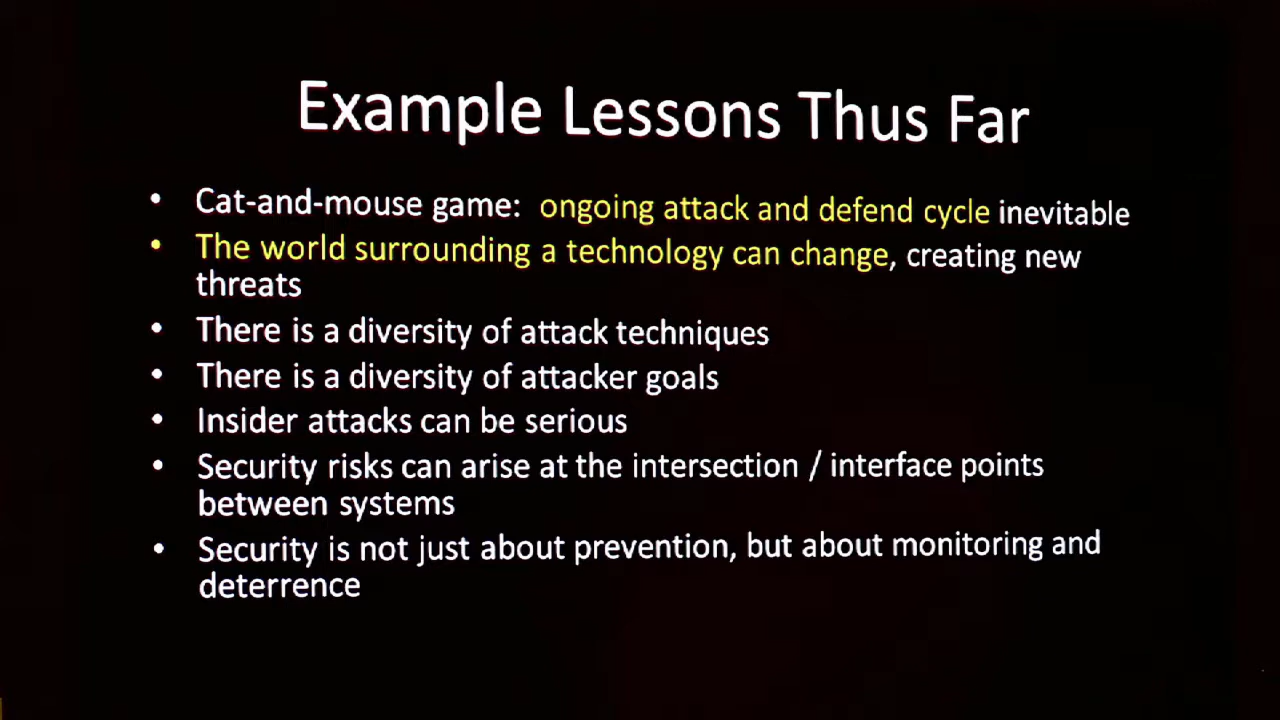 Example Lessons Thus Far
• Cat-and-mouse game: ongoing attack and defend cycle inevitable
• The world surrounding a technology can change, creating new
threats
• There is a diversity of attack techniques
• There is a diversity of attacker goals
• Insider attacks can be serious
• Security risks can arise at the intersection / interface points
between systems
• Security is not just about prevention, but about monitoring and
deterrence